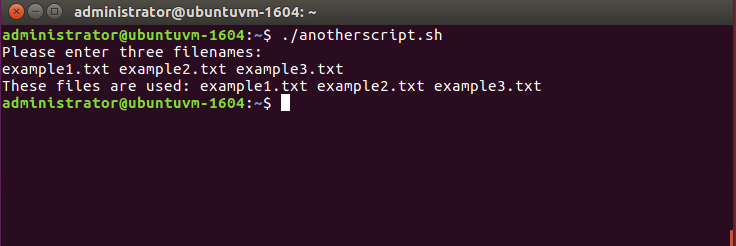 administrator@ubuntuvm-1604: ~
administrator@ubuntuvm-1604:~$ ./anotherscript.sh
Please enter three filenames:
example1.txt example2.txt example3.txt
These files are used: example1.txt example2.txt example3.txt
administrator@ubuntuvm-1604:~$